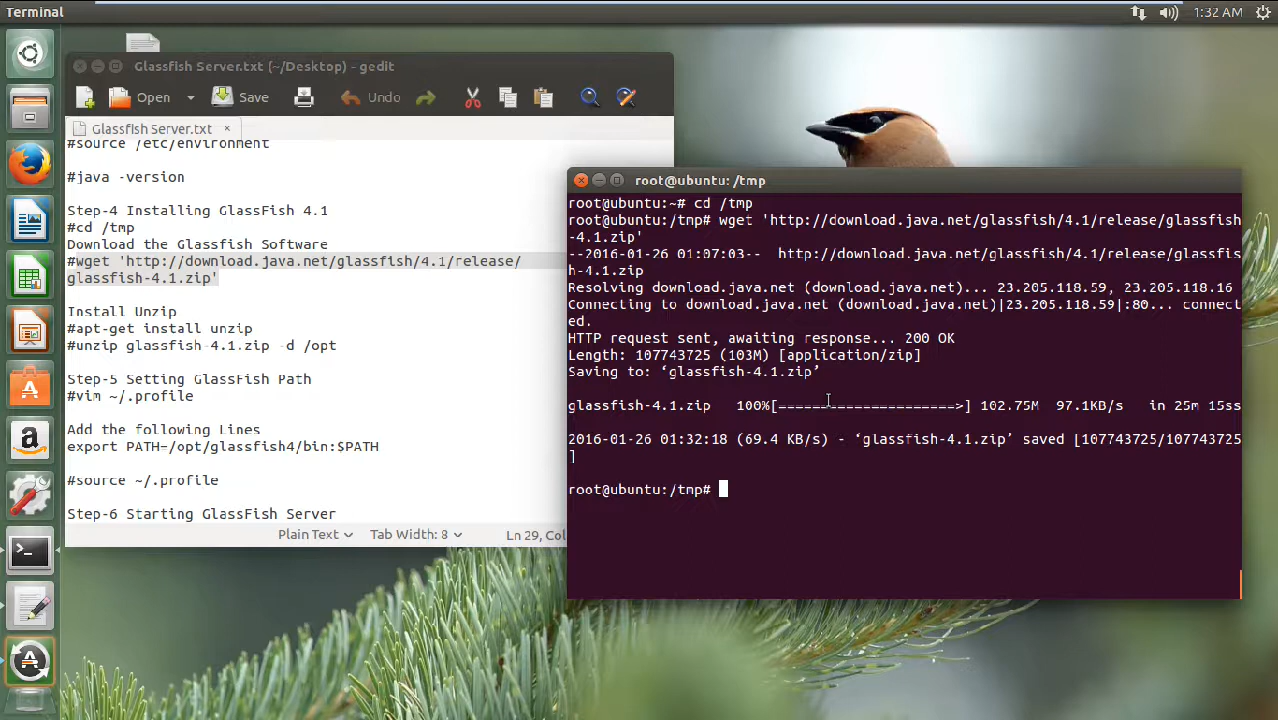 Terminal
1:32 AM
Glassfish Server.txt (~/Desktop) - gedit
Open
Save
Undo
Glassfish Server.txt ×
#source /etc/environment
#java -version
Step-4 Installing GlassFish 4.1
#cd /tmp
Download the Glassfish Software
#wget 'http://download.java.net/glassfish/4.1/release/
glassfish-4.1.zip'
Install Unzip
#apt-get install unzip
#unzip glassfish-4.1.zip -d /opt
Step-5 Setting GlassFish Path
#vim ~/.profile
Add the following Lines
export PATH=/opt/glassfish4/bin:$PATH
#source ~/.profile
Step-6 Starting GlassFish Server
Plain Text
Tab Width: 8
Ln 29, Col
root@ubuntu: /tmp
root@ubuntu:~# cd /tmp
root@ubuntu:/tmp# wget 'http://download.java.net/glassfish/4.1/release/glassfish
-4.1.zip'
--2016-01-26 01:07:03--  http://download.java.net/glassfish/4.1/release/glassfis
h-4.1.zip
Resolving download.java.net (download.java.net)... 23.205.118.59, 23.205.118.16
Connecting to download.java.net (download.java.net)|23.205.118.59|:80... connect
ed.
HTTP request sent, awaiting response... 200 OK
Length: 107743725 (103M) [application/zip]
Saving to: ‘glassfish-4.1.zip’
glassfish-4.1.zip   100%[=====================>] 102.75M  97.1KB/s   in 25m 15ss
2016-01-26 01:32:18 (69.4 KB/s) - ‘glassfish-4.1.zip’ saved [107743725/107743725
]
root@ubuntu:/tmp#